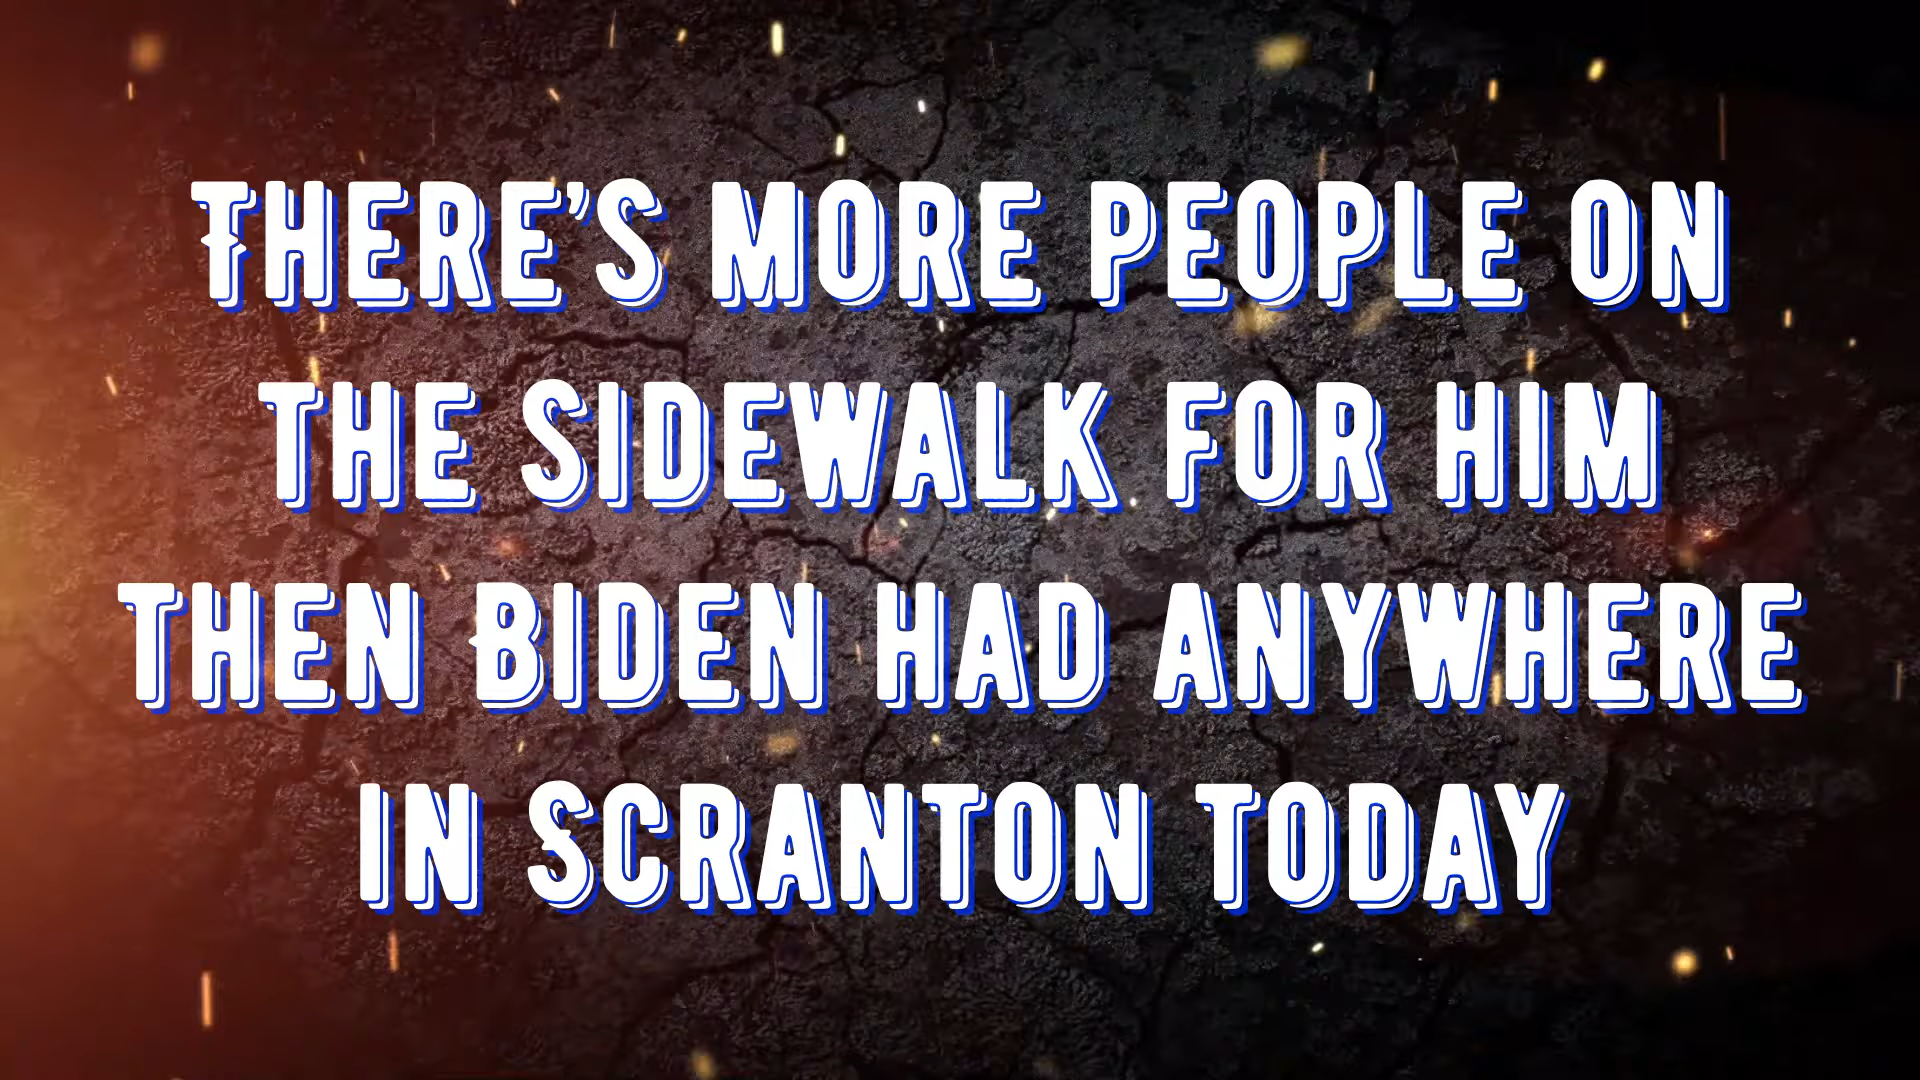 THERE'S MORE PEOPLE ON
THE SIDEWALK FOR HIM
THEN BIDEN HAD ANYWHERE
IN SCRANTON TODAY